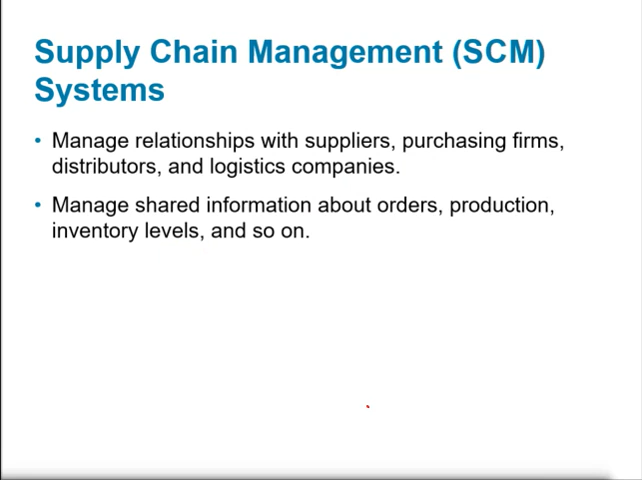 Supply Chain Management (SCM)
Systems
• Manage relationships with suppliers, purchasing firms,
distributors, and logistics companies.
• Manage shared information about orders, production,
inventory levels, and so on.